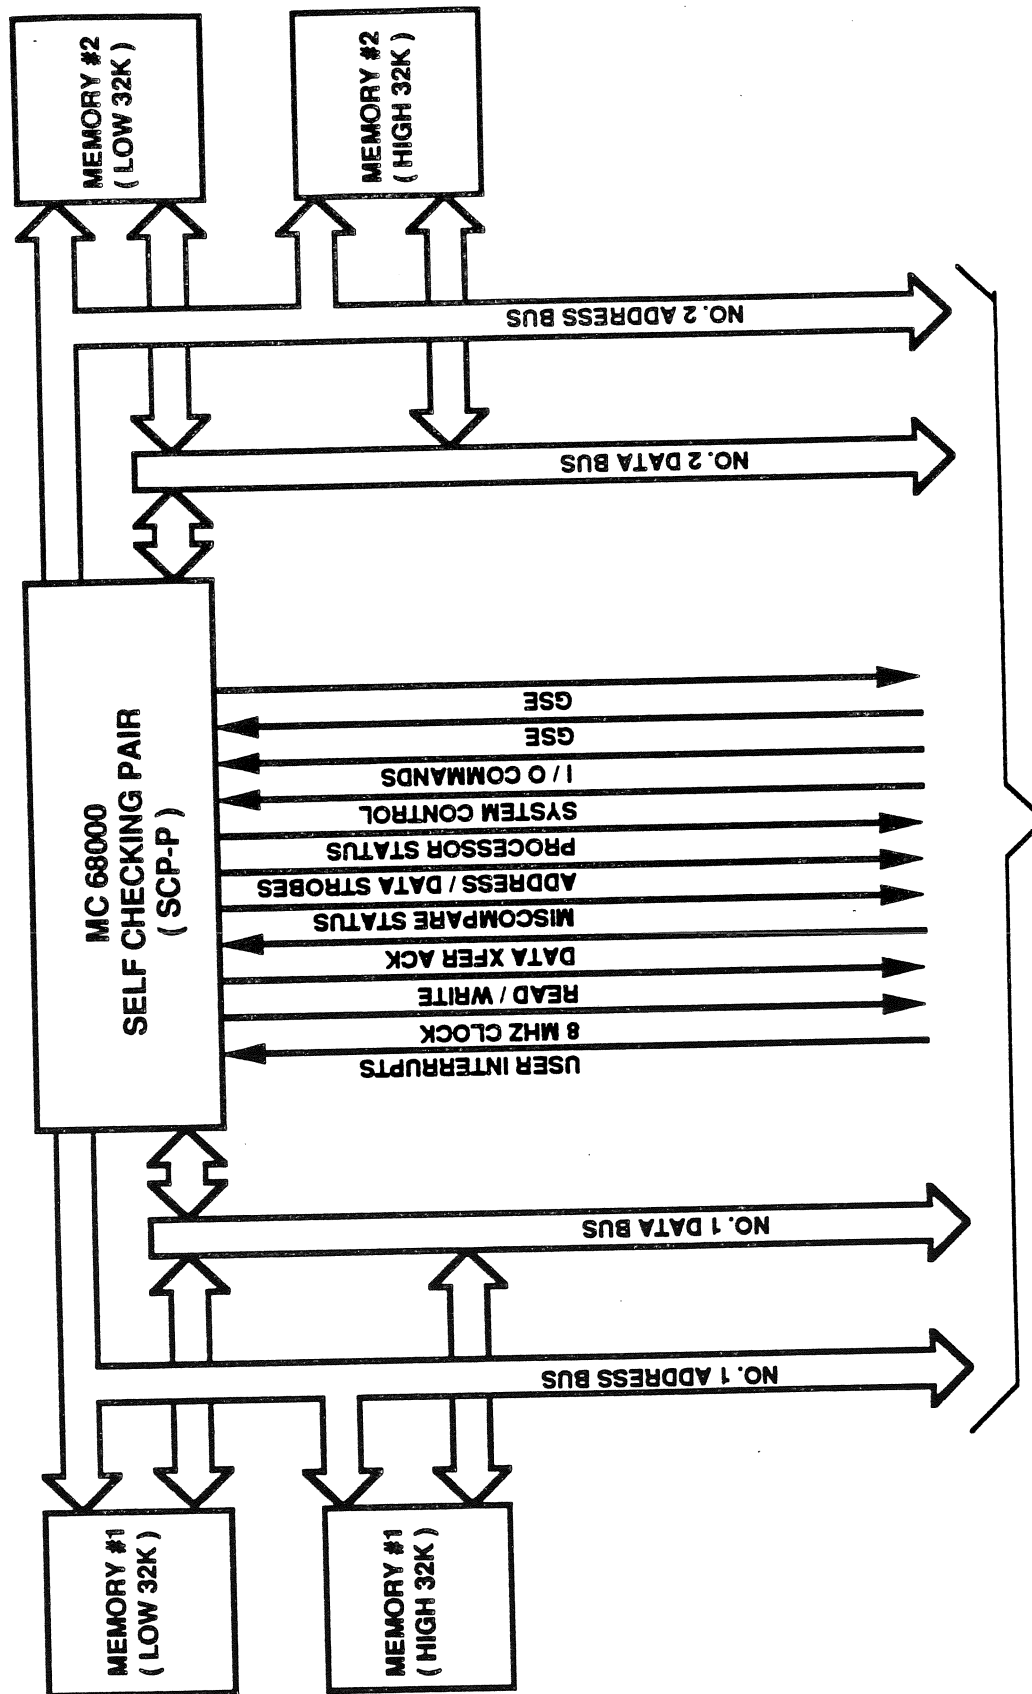 MEMORY #1
( LOW 32K )
MEMORY #1
( HIGH 32K )
NO. 1 ADDRESS BUS
NO. 1 DATA BUS
MC 68000
SELF CHECKING PAIR
( SCP-P )
USER INTERRUPTS
8 MHZ CLOCK
READ / WRITE
DATA XFER ACK
MISCOMPARE STATUS
ADDRESS / DATA STROBES
PROCESSOR STATUS
SYSTEM CONTROL
I / O COMMANDS
GSE
GSE
NO. 2 DATA BUS
NO. 2 ADDRESS BUS
MEMORY #2
( LOW 32K )
MEMORY #2
( HIGH 32K )